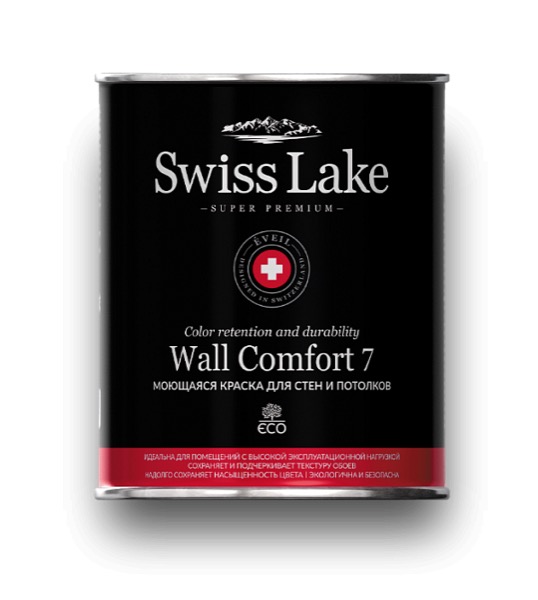 Swiss Lake
– SUPER PREMIUM –
ÉVEIL
DESIGNED IN SWITZERLAND
Color retention and durability
Wall Comfort 7
МОЮЩАЯСЯ КРАСКА ДЛЯ СТЕН И ПОТОЛКОВ
ЄCO
ИДЕАЛЬНА ДЛЯ ПОМЕЩЕНИЙ С ВЫСОКОЙ ЭКСПЛУАТАЦИОННОЙ НАГРУЗКОЙ
СОХРАНЯЕТ И ПОДЧЕРКИВАЕТ ТЕКСТУРУ ОБОЕВ
НАДОЛГО СОХРАНЯЕТ НАСЫЩЕННОСТЬ ЦВЕТА | ЭКОЛОГИЧНА И БЕЗОПАСНА